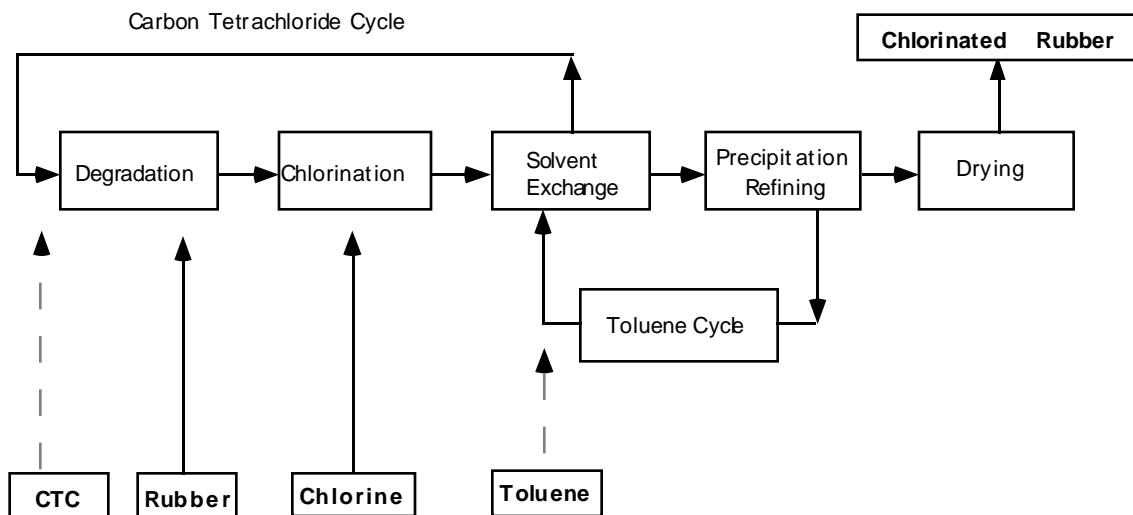 Carbon Tetrachloride Cycle
Chlorinated Rubber
Degradation
Chlorination
Solvent
Exchange
Precipitation
Refining
Drying
Toluene Cycle
CTC
Rubber
Chlorine
Toluene